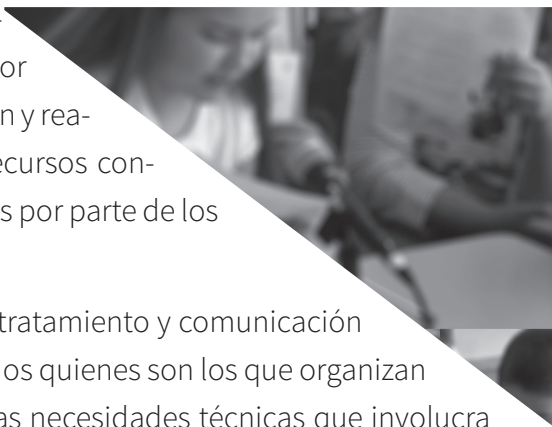 or
n y rea-
ecursos con-
s por parte de los
tratamiento y comunicación
os quienes son los que organizan
as necesidades técnicas que involucra